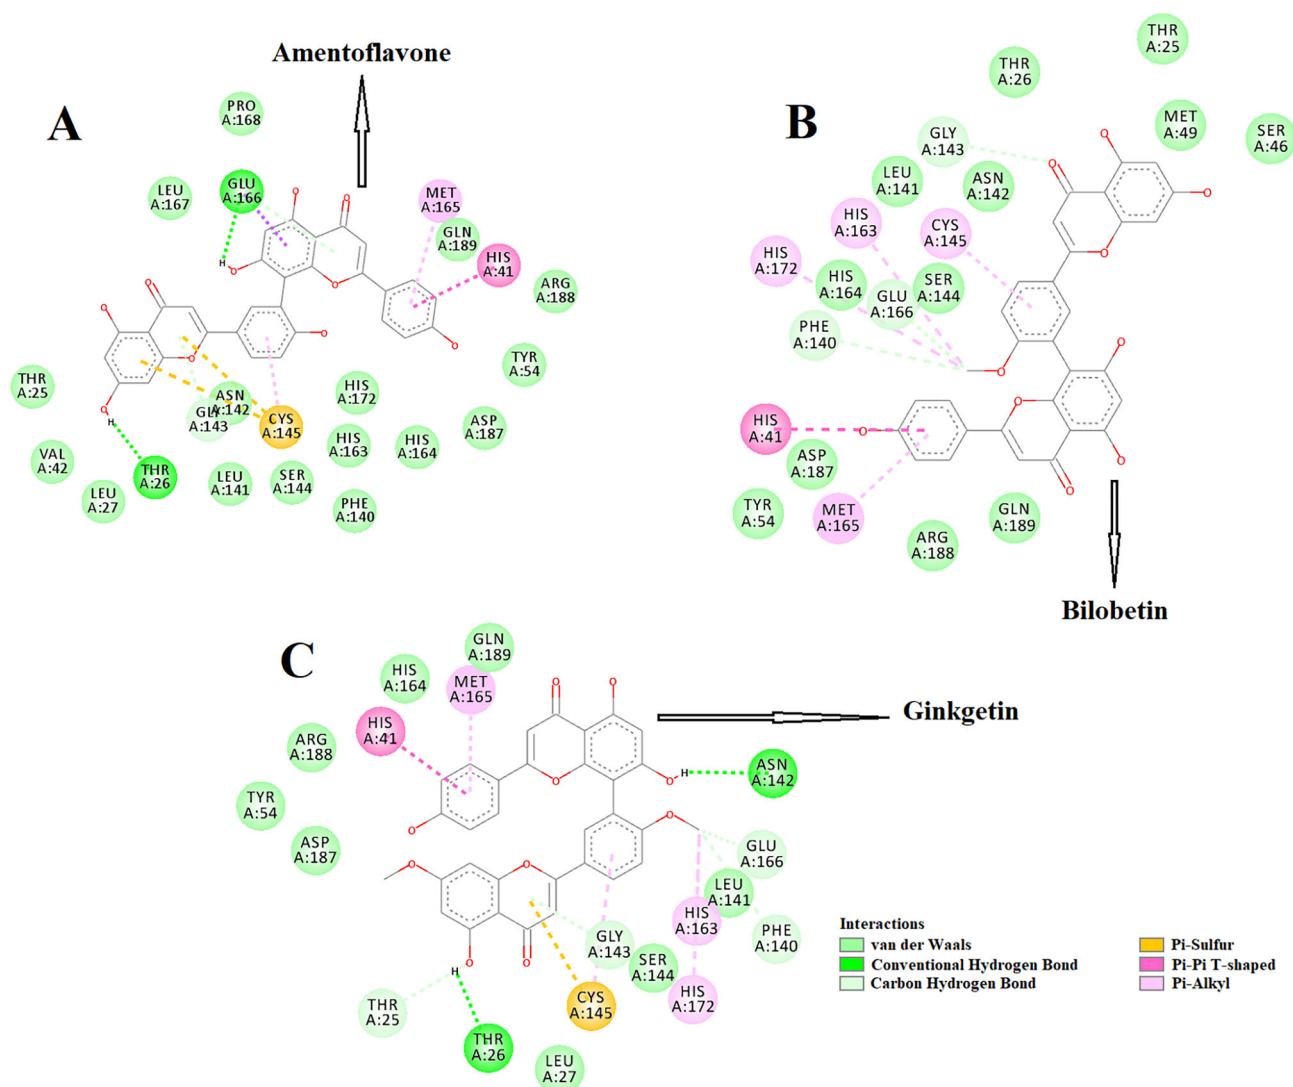 Amentoflavone
A
PRO
A:168
LEU
A:167
GLU
A:166
MET
A:165
GLN
A:189
HIS
A:41
ARG
A:188
TYR
A:54
THR
A:25
ASN
A:142
GLY
A:143
CYS
A:145
HIS
A:172
HIS
A:163
HIS
A:164
ASP
A:187
VAL
A:42
LEU
A:27
THR
A:26
LEU
A:141
SER
A:144
PHE
A:140
O
O
O
O
O
O
O
O
O
O
H
H
B
THR
A:25
THR
A:26
MET
A:49
SER
A:46
GLY
A:143
LEU
A:141
ASN
A:142
HIS
A:163
CYS
A:145
HIS
A:172
HIS
A:164
GLU
A:166
SER
A:144
PHE
A:140
HIS
A:41
ASP
A:187
TYR
A:54
MET
A:165
ARG
A:188
GLN
A:189
O
O
O
O
O
O
O
O
O
O
Bilobetin
C
GLN
A:189
HIS
A:164
MET
A:165
HIS
A:41
ARG
A:188
TYR
A:54
ASP
A:187
Ginkgetin
ASN
A:142
GLU
A:166
LEU
A:141
HIS
A:163
PHE
A:140
GLY
A:143
SER
A:144
HIS
A:172
CYS
A:145
THR
A:25
THR
A:26
LEU
A:27
O
O
O
O
O
O
O
O
O
O
H
H
Interactions
van der Waals
Conventional Hydrogen Bond
Carbon Hydrogen Bond
Pi-Sulfur
Pi-Pi T-shaped
Pi-Alkyl